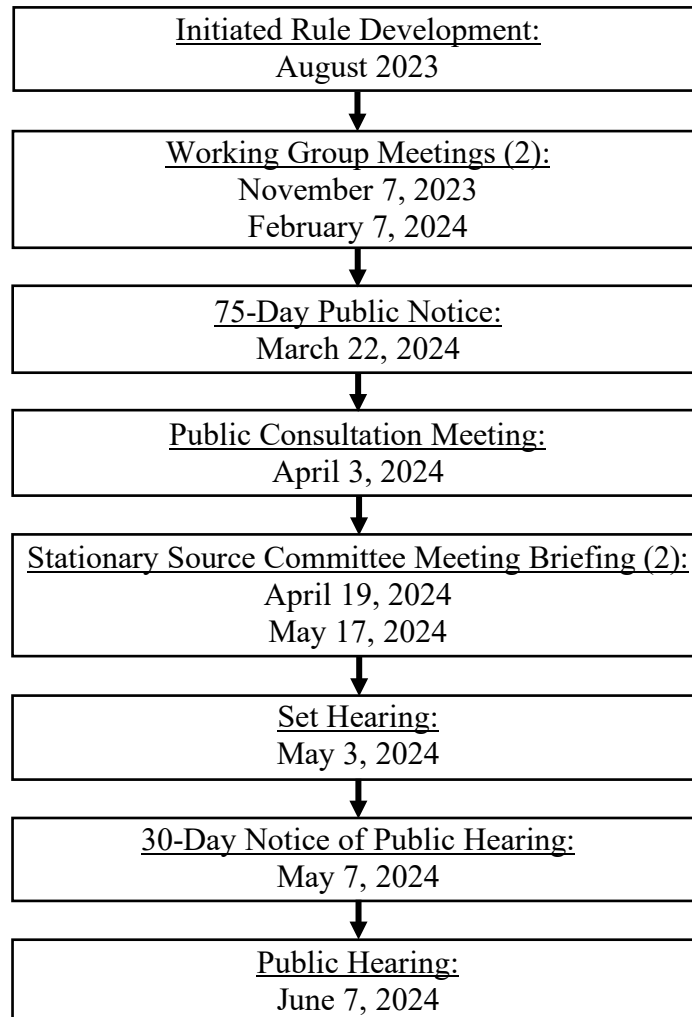 Initiated Rule Development:
August 2023
Working Group Meetings (2):
November 7, 2023
February 7, 2024
75-Day Public Notice:
March 22, 2024
Public Consultation Meeting:
April 3, 2024
Stationary Source Committee Meeting Briefing (2):
April 19, 2024
May 17, 2024
Set Hearing:
May 3, 2024
30-Day Notice of Public Hearing:
May 7, 2024
Public Hearing:
June 7, 2024